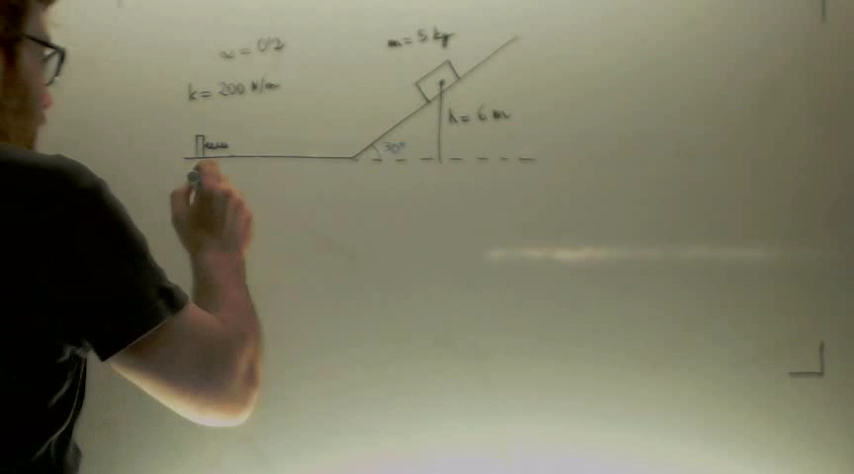 μ = 0'2
m = 5 kg
k = 200 N/m
h = 6 m
30°